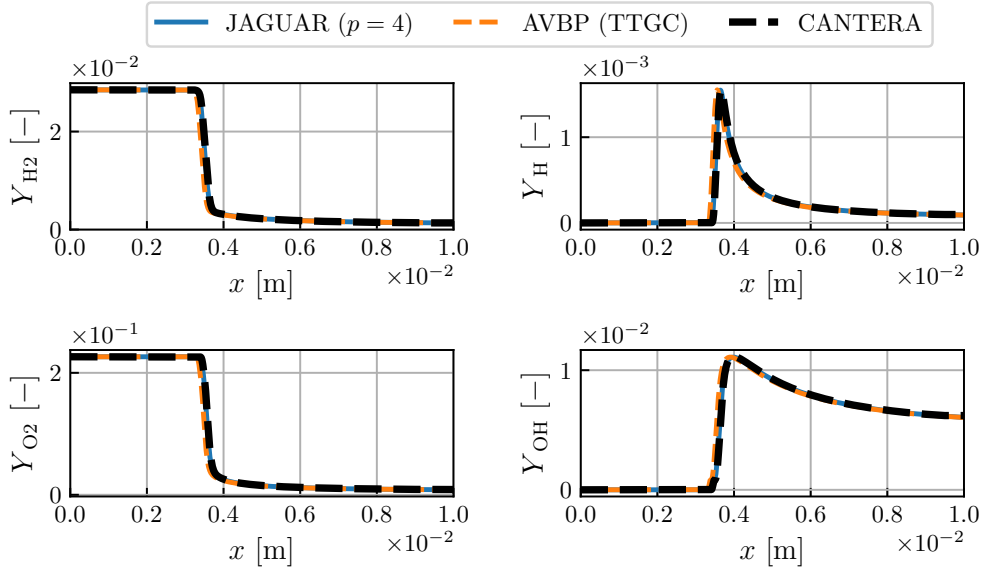 JAGUAR (p = 4) AVBP (TTGC) CANTERA
×10⁻²
Y_H2 [−]
2
0
0.0 0.2 0.4 0.6 0.8 1.0
×10⁻²
x [m]
×10⁻³
Y_H [−]
1
0
0.0 0.2 0.4 0.6 0.8 1.0
×10⁻²
x [m]
×10⁻¹
Y_O2 [−]
2
0
0.0 0.2 0.4 0.6 0.8 1.0
×10⁻²
x [m]
×10⁻²
Y_OH [−]
1
0
0.0 0.2 0.4 0.6 0.8 1.0
×10⁻²
x [m]